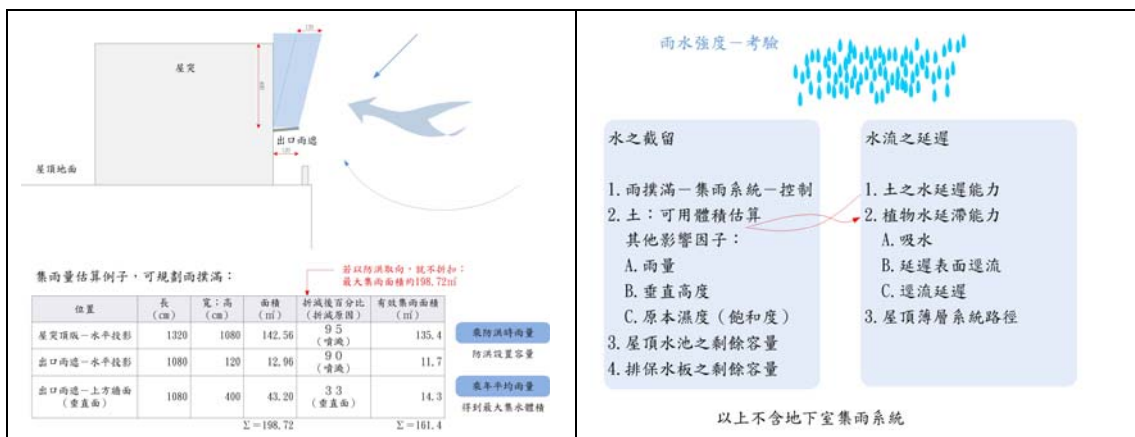 120
屋突
400
出口雨遮
120
屋頂地面
集雨量估算例子，可規劃雨撲滿：
若以防洪取向，就不折扣：
最大集雨面積約198.72㎡
位置 長(cm) 寬；高(cm) 面積(㎡) 折減後百分比(折減原因) 有效集雨面積(㎡)
屋突頂版－水平投影 1320 1080 142.56 95(噴濺) 135.4
出口雨遮－水平投影 1080 120 12.96 90(噴濺) 11.7
出口雨遮－上方牆面(垂直面) 1080 400 43.20 33(垂直面) 14.3
Σ=198.72 Σ=161.4
乘防洪時雨量
防洪設置容量
乘年平均雨量
得到最大集水體積
雨水強度－考驗
水之截留
1.雨撲滿－集雨系統－控制
2.土：可用體積估算
其他影響因子：
A.雨量
B.垂直高度
C.原本濕度（飽和度）
3.屋頂水池之剩餘容量
4.排保水板之剩餘容量
水流之延遲
1.土之水延遲能力
2.植物水延滯能力
A.吸水
B.延遲表面逕流
C.逕流延遲
3.屋頂薄層系統路徑
以上不含地下室集雨系統